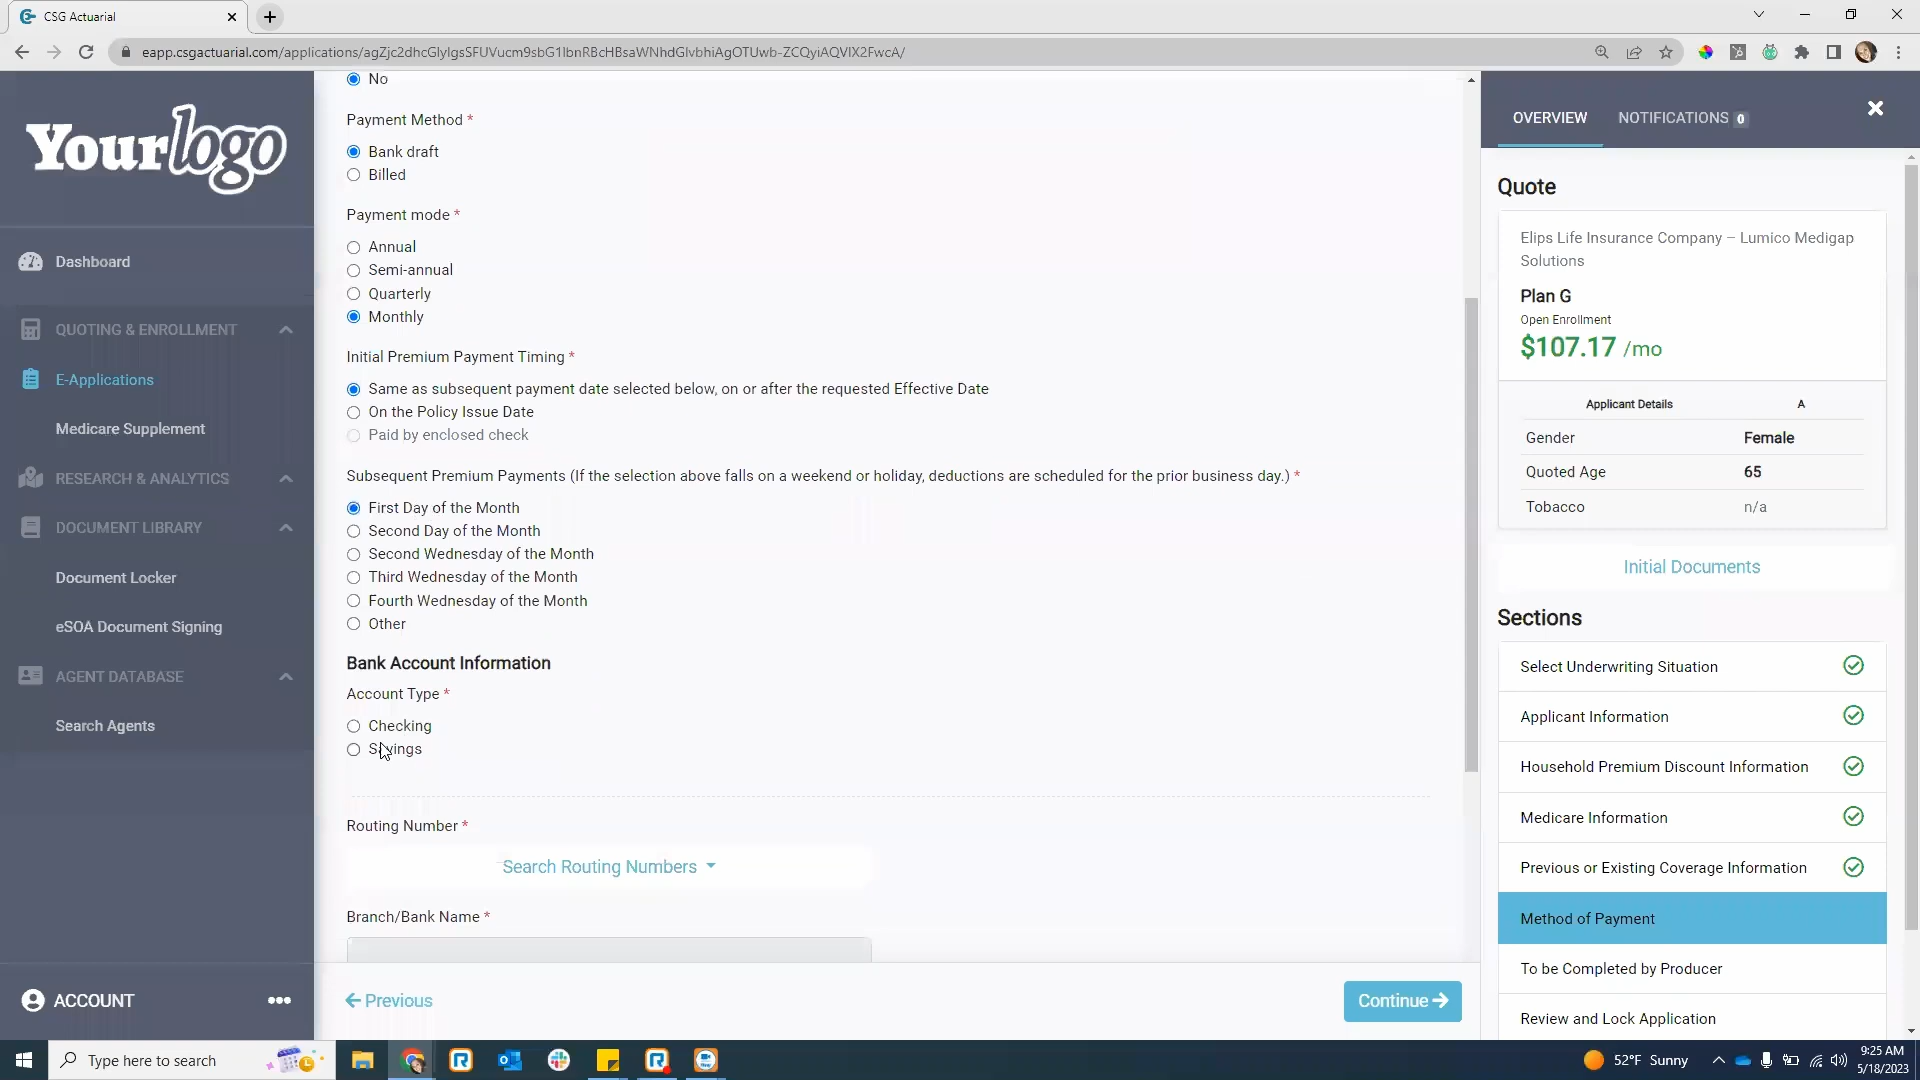 CSG Actuarial
eapp.csgactuarial.com/applications/agZjc2dhcGlyIgsSFUVucm9sbG1lbnRBcHBsaWNhdGlvbhiAgOTUwb-ZCQyiAQVlX2FwcA/
Yourlogo
Dashboard
QUOTING & ENROLLMENT
E-Applications
Medicare Supplement
RESEARCH & ANALYTICS
DOCUMENT LIBRARY
Document Locker
eSOA Document Signing
AGENT DATABASE
Search Agents
ACCOUNT
No
Payment Method *
Bank draft
Billed
Payment mode *
Annual
Semi-annual
Quarterly
Monthly
Initial Premium Payment Timing *
Same as subsequent payment date selected below, on or after the requested Effective Date
On the Policy Issue Date
Paid by enclosed check
Subsequent Premium Payments (If the selection above falls on a weekend or holiday, deductions are scheduled for the prior business day.) *
First Day of the Month
Second Day of the Month
Second Wednesday of the Month
Third Wednesday of the Month
Fourth Wednesday of the Month
Other
Bank Account Information
Account Type *
Checking
Savings
Routing Number *
Search Routing Numbers
Branch/Bank Name *
Previous
Continue
OVERVIEW
NOTIFICATIONS 0
Quote
Elips Life Insurance Company – Lumico Medigap
Solutions
Plan G
Open Enrollment
$107.17 /mo
Applicant Details A
Gender Female
Quoted Age 65
Tobacco n/a
Initial Documents
Sections
Select Underwriting Situation
Applicant Information
Household Premium Discount Information
Medicare Information
Previous or Existing Coverage Information
Method of Payment
To be Completed by Producer
Review and Lock Application
Type here to search
52°F Sunny
9:25 AM
5/18/2023